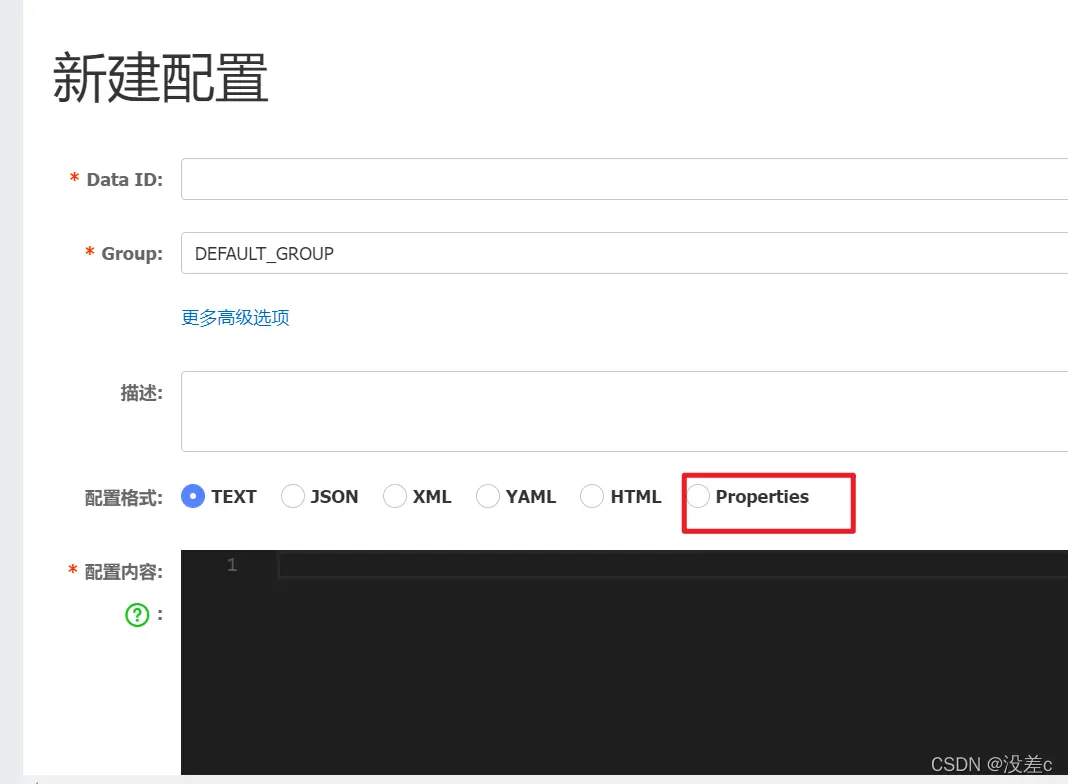 新建配置
* Data ID:
* Group: DEFAULT_GROUP
更多高级选项
描述:
配置格式: TEXT JSON XML YAML HTML Properties
* 配置内容: 1
? :
CSDN @没差c